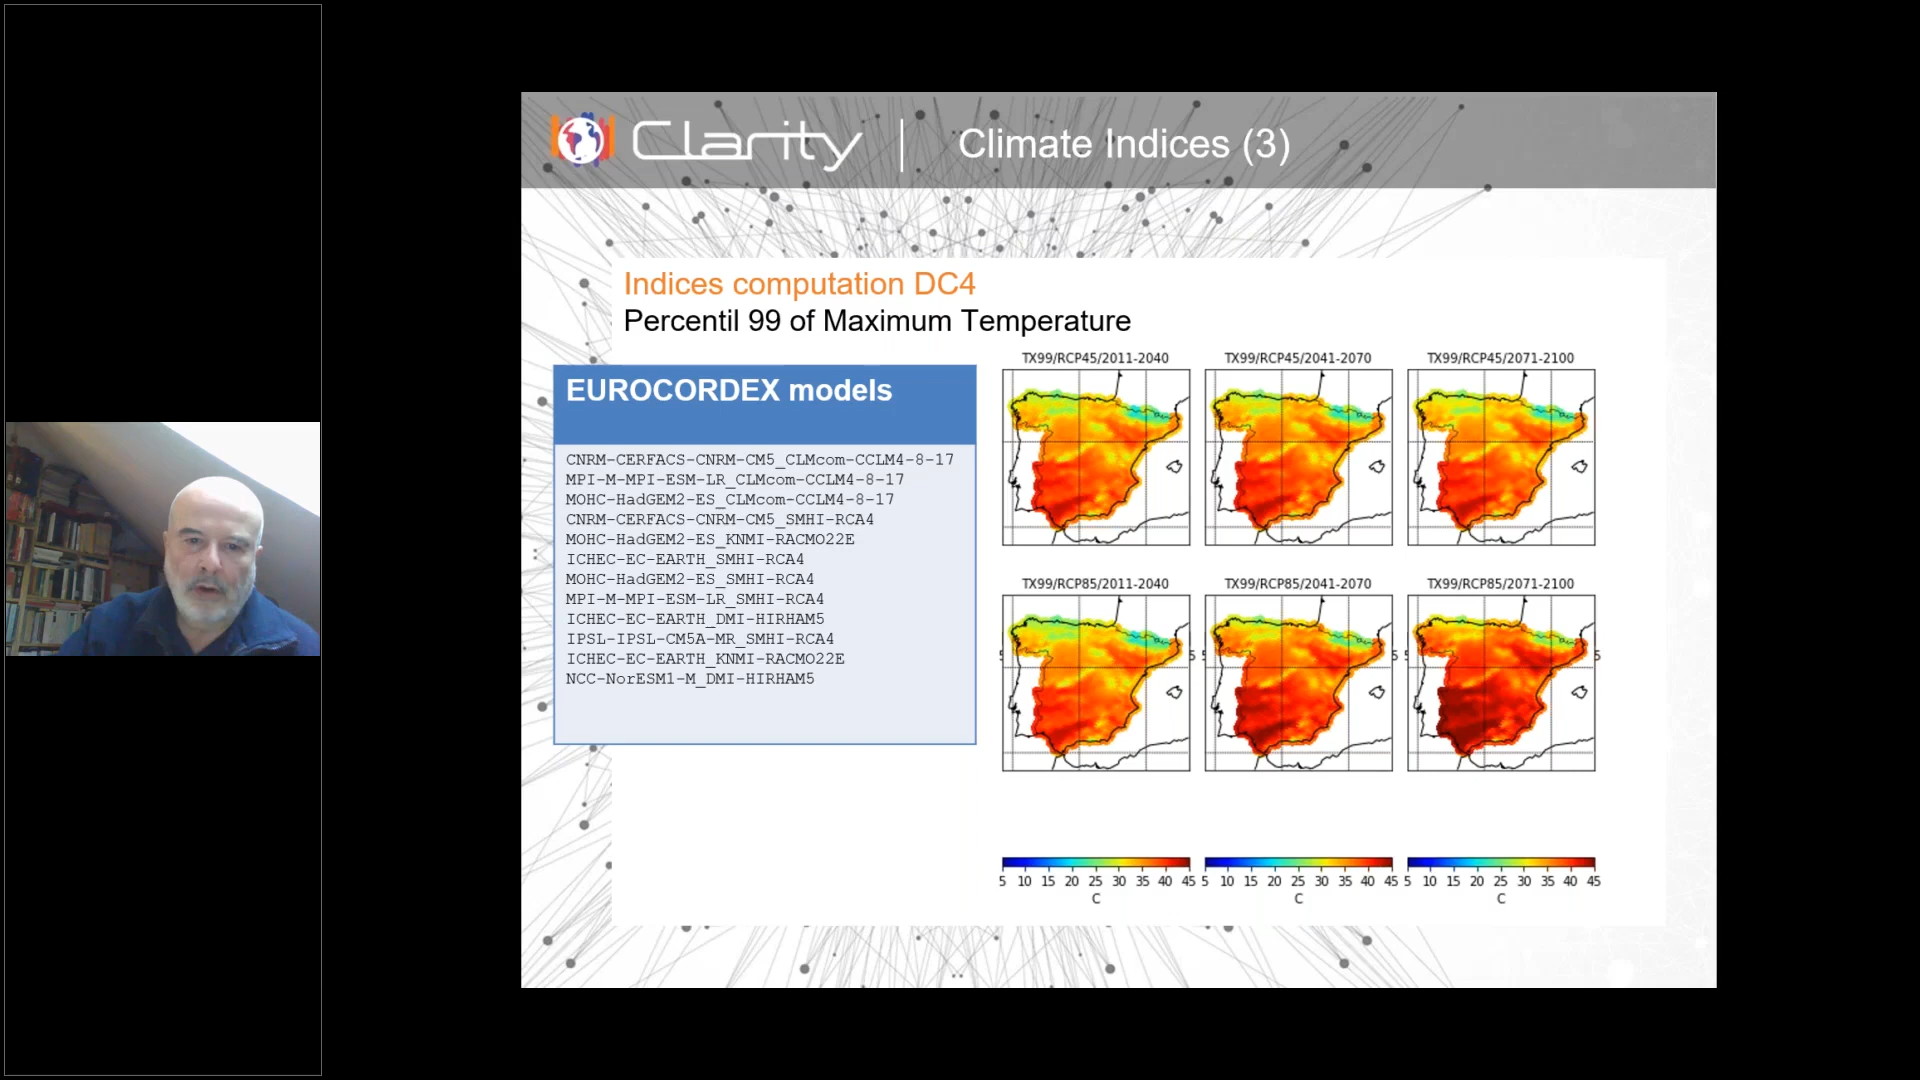 Clarity
Climate Indices (3)
Indices computation DC4
Percentil 99 of Maximum Temperature
EUROCORDEX models
CNRM-CERFACS-CNRM-CM5_CLMcom-CCLM4-8-17
MPI-M-MPI-ESM-LR_CLMcom-CCLM4-8-17
MOHC-HadGEM2-ES_CLMcom-CCLM4-8-17
CNRM-CERFACS-CNRM-CM5_SMHI-RCA4
MOHC-HadGEM2-ES_KNMI-RACMO22E
ICHEC-EC-EARTH_SMHI-RCA4
MOHC-HadGEM2-ES_SMHI-RCA4
MPI-M-MPI-ESM-LR_SMHI-RCA4
ICHEC-EC-EARTH_DMI-HIRHAM5
IPSL-IPSL-CM5A-MR_SMHI-RCA4
ICHEC-EC-EARTH_KNMI-RACMO22E
NCC-NorESM1-M_DMI-HIRHAM5
TX99/RCP45/2011-2040 TX99/RCP45/2041-2070 TX99/RCP45/2071-2100
TX99/RCP85/2011-2040 TX99/RCP85/2041-2070 TX99/RCP85/2071-2100
5 10 15 20 25 30 35 40 45 5 10 15 20 25 30 35 40 45 5 10 15 20 25 30 35 40 45
C C C